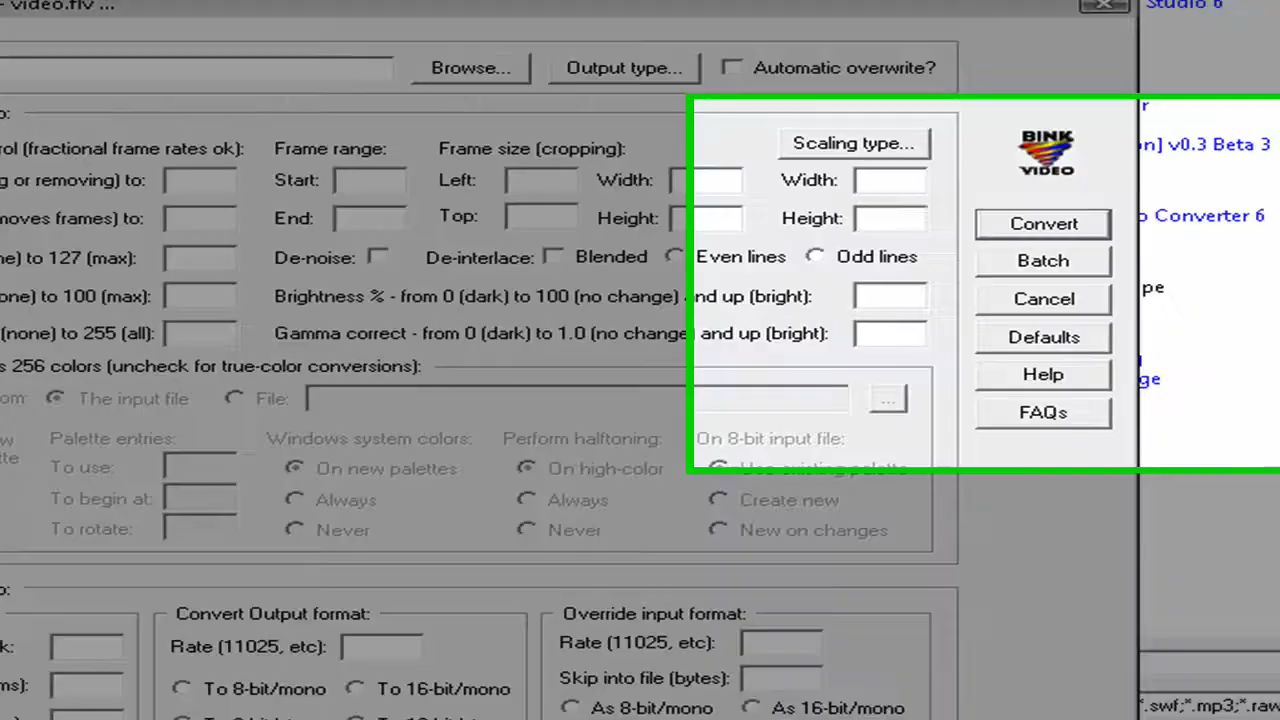 - video.flv ...
Studio 6
Browse... Output type... Automatic overwrite?
o:
r
rol (fractional frame rates ok): Frame range: Frame size (cropping): Scaling type...
BINK
VIDEO
on] v0.3 Beta 3
g or removing) to: Start: Left: Width: Width:
moves frames) to: End: Top: Height: Height: Convert
o Converter 6
ne) to 127 (max): De-noise: De-interlace: Blended Even lines Odd lines Batch
one) to 100 (max): Brightness % - from 0 (dark) to 100 (no change) and up (bright): Cancel
pe
(none) to 255 (all): Gamma correct - from 0 (dark) to 1.0 (no change) and up (bright): Defaults
s 256 colors (uncheck for true-color conversions): Help
ge
om: The input file File: ... FAQs
w
tte
Palette entries: Windows system colors: Perform halftoning: On 8-bit input file:
To use: On new palettes On high-color Use existing palette
To begin at: Always Always Create new
To rotate: Never Never New on changes
o:
Convert Output format: Override input format:
k: Rate (11025, etc): Rate (11025, etc):
ms): To 8-bit/mono To 16-bit/mono Skip into file (bytes):
As 8-bit/mono As 16-bit/mono
*.swf;*.mp3;*.raw